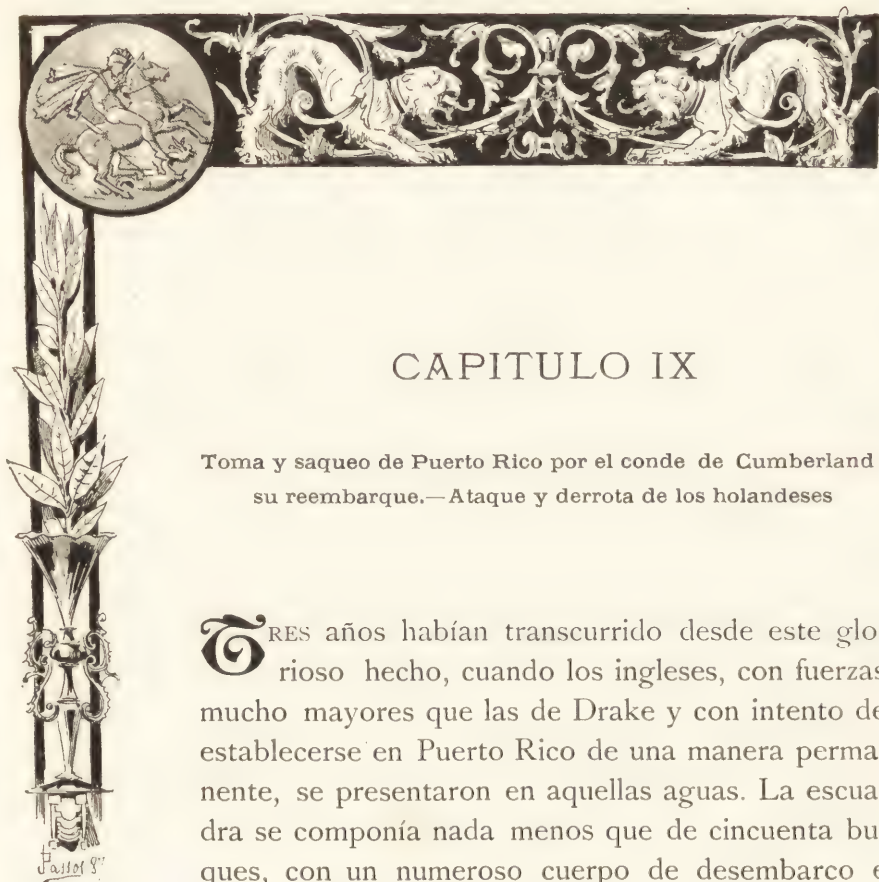 CAPITULO IX
Toma y saqueo de Puerto Rico por el conde de Cumberland
su reembarque.—Ataque y derrota de los holandeses
TRES años habían transcurrido desde este glo
rioso hecho, cuando los ingleses, con fuerzas
mucho mayores que las de Drake y con intento de
establecerse en Puerto Rico de una manera perma
nente, se presentaron en aquellas aguas. La escua
dra se componía nada menos que de cincuenta bu
ques, con un numeroso cuerpo de desembarco e